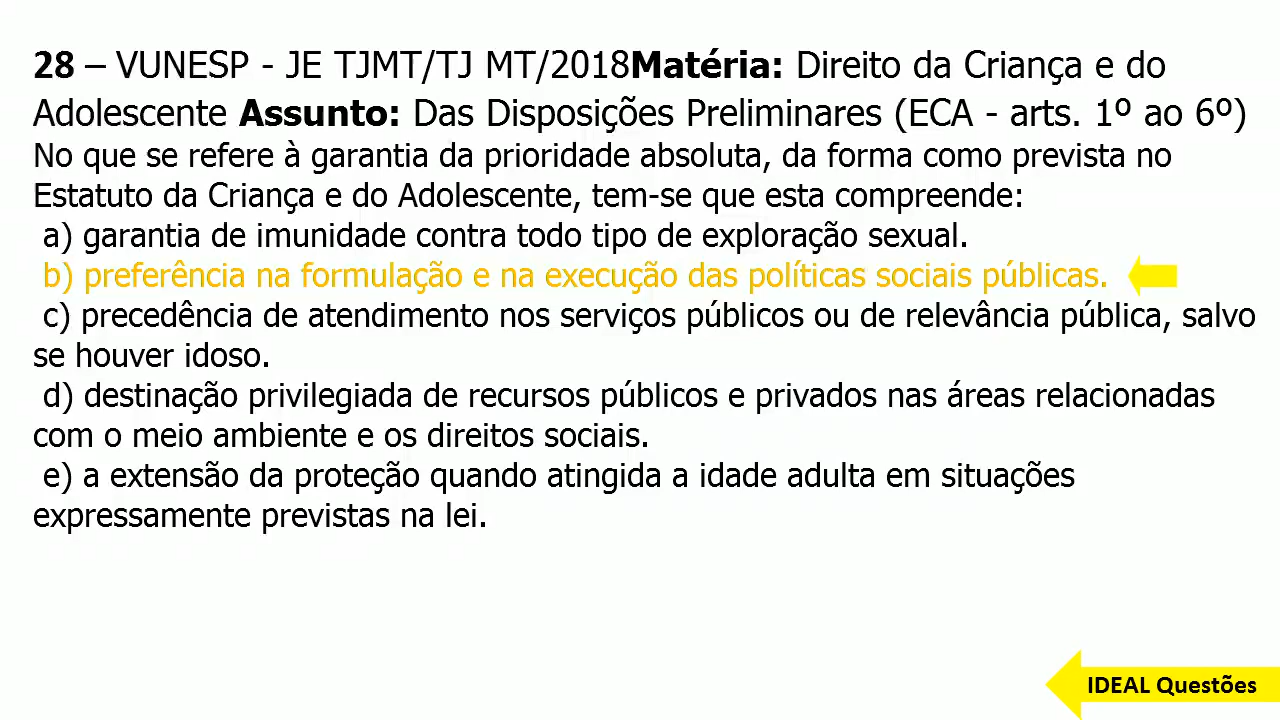 28 – VUNESP - JE TJMT/TJ MT/2018Matéria: Direito da Criança e do
Adolescente Assunto: Das Disposições Preliminares (ECA - arts. 1º ao 6º)
No que se refere à garantia da prioridade absoluta, da forma como prevista no
Estatuto da Criança e do Adolescente, tem-se que esta compreende:
a) garantia de imunidade contra todo tipo de exploração sexual.
b) preferência na formulação e na execução das políticas sociais públicas.
c) precedência de atendimento nos serviços públicos ou de relevância pública, salvo
se houver idoso.
d) destinação privilegiada de recursos públicos e privados nas áreas relacionadas
com o meio ambiente e os direitos sociais.
e) a extensão da proteção quando atingida a idade adulta em situações
expressamente previstas na lei.
IDEAL Questões